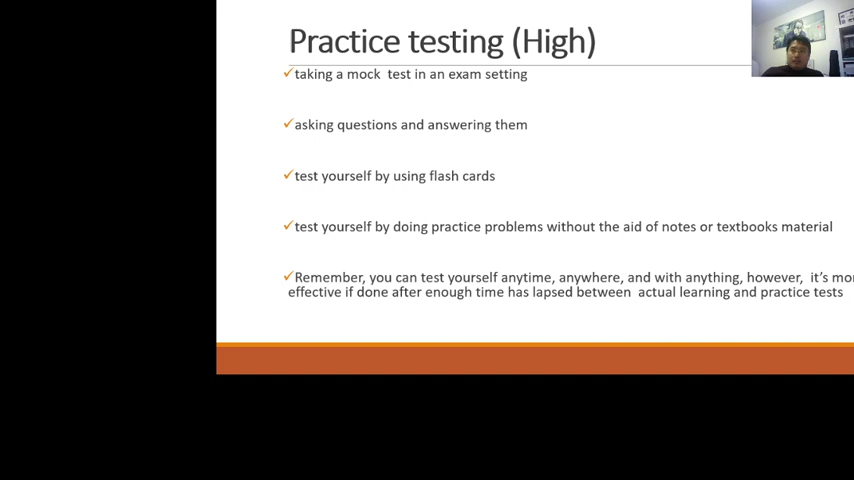 Practice testing (High)
✓taking a mock test in an exam setting
✓asking questions and answering them
✓test yourself by using flash cards
✓test yourself by doing practice problems without the aid of notes or textbooks material
✓Remember, you can test yourself anytime, anywhere, and with anything, however, it's
effective if done after enough time has lapsed between actual learning and practice tests